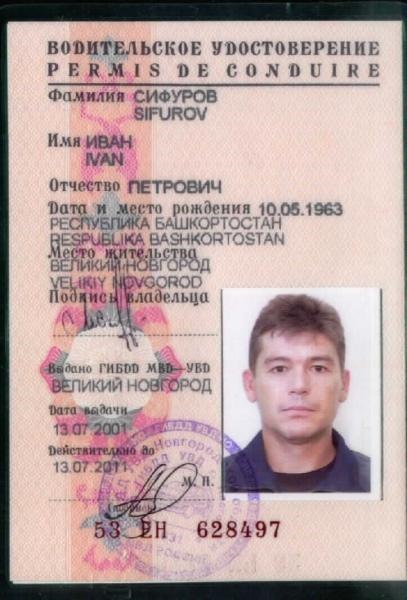 ВОДИТЕЛЬСКОЕ УДОСТОВЕРЕНИЕ
PERMIS DE CONDUIRE
Фамилия СИФУРОВ
SIFUROV
Имя ИВАН
IVAN
Отчество ПЕТРОВИЧ
Дата и место рождения 10.05.1963
РЕСПУБЛИКА БАШКОРТОСТАН
RESPUBLIKA BASHKORTOSTAN
Место жительства
ВЕЛИКИЙ НОВГОРОД
VELIKIY NOVGOROD
Подпись владельца
Выдано ГИБДД МВД—УВД
ВЕЛИКИЙ НОВГОРОД
Дата выдачи
13.07.2001
Действительно до
13.07.2011
М. П.
53 ЕН 628497